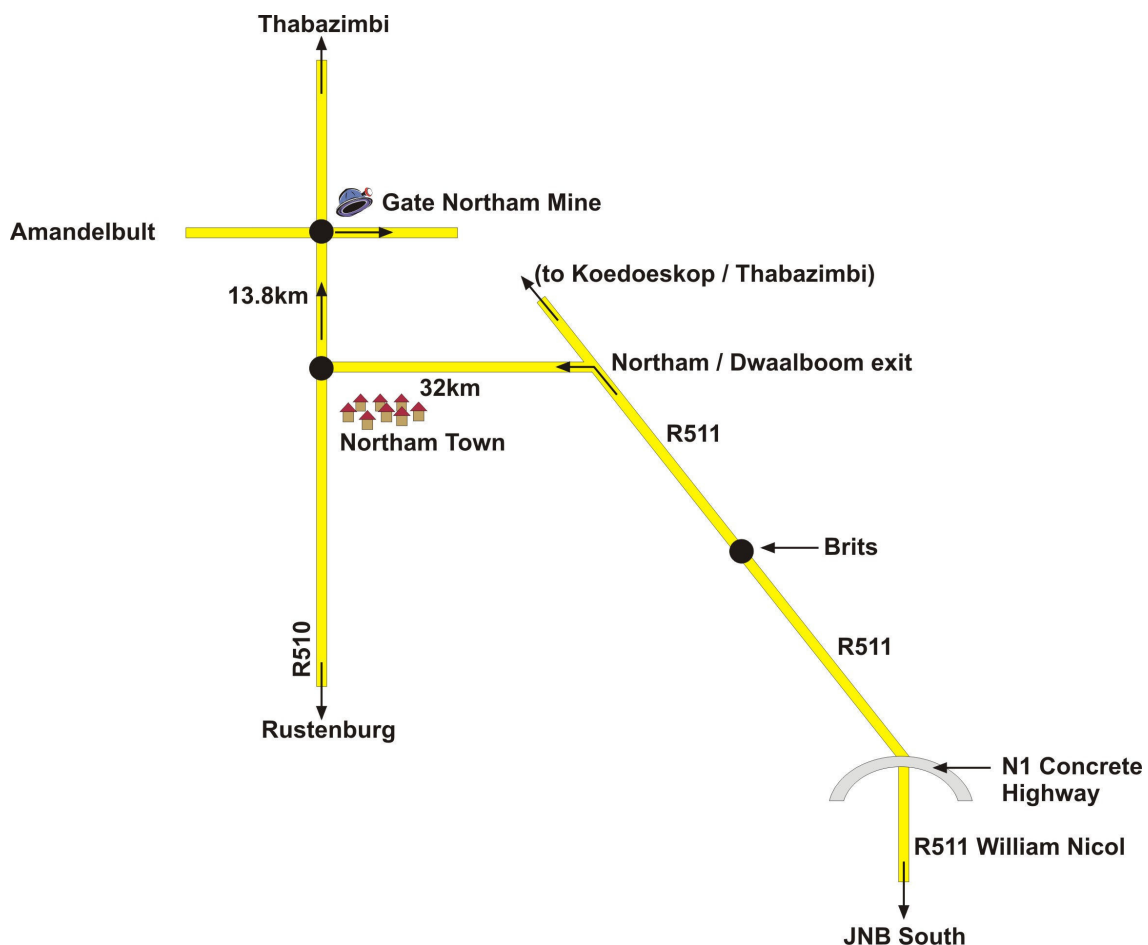 Thabazimbi
Gate Northam Mine
Amandelbult
(to Koedoeskop / Thabazimbi)
13.8km
Northam / Dwaalboom exit
32km
Northam Town
R511
Brits
R510
R511
Rustenburg
N1 Concrete
Highway
R511 William Nicol
JNB South